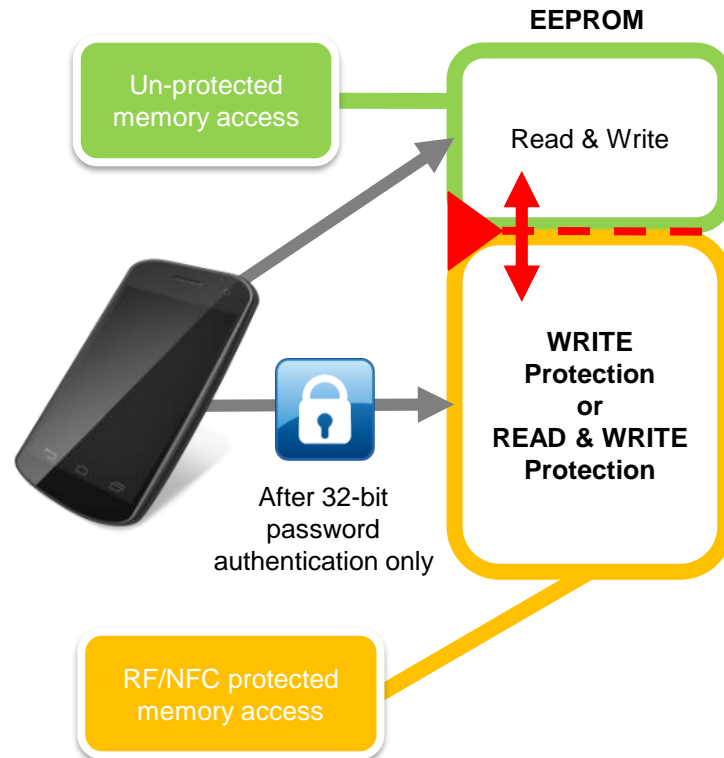 EEPROM
Un-protected
memory access
Read & Write
WRITE
Protection
or
READ & WRITE
Protection
After 32-bit
password
authentication only
RF/NFC protected
memory access